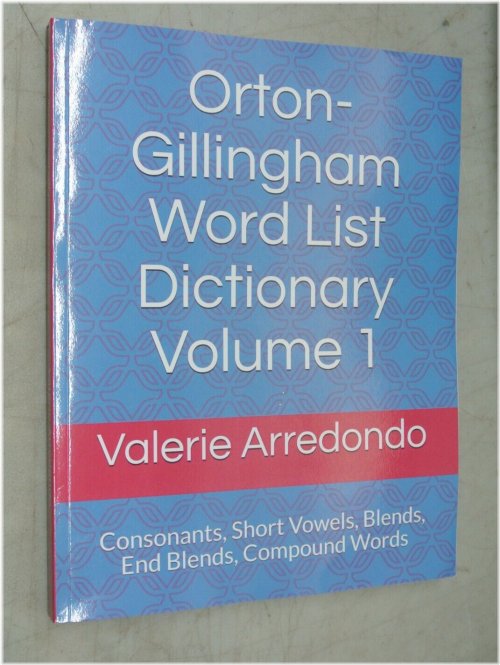 Orton-
Gillingham
Word List
Dictionary
Volume 1
Valerie Arredondo
Consonants, Short Vowels, Blends,
End Blends, Compound Words